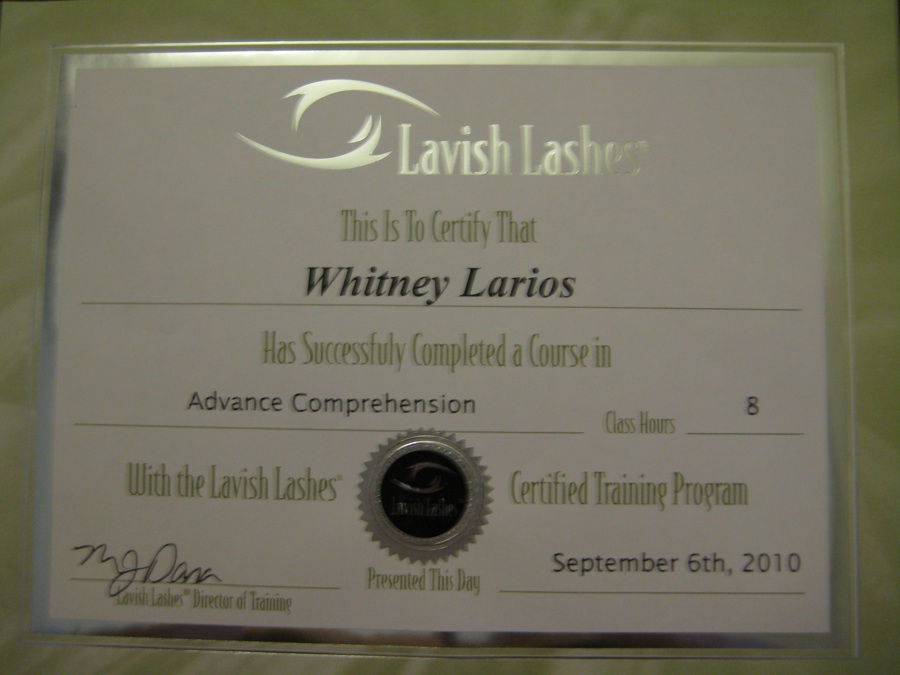 Lavish Lashes®
This Is To Certify That
Whitney Larios
Has Successfuly Completed a Course in
Advance Comprehension
Class Hours 8
With the Lavish Lashes® Certified Training Program
Lavish Lashes
MJ Dana
Presented This Day September 6th, 2010
Lavish Lashes® Director of Training